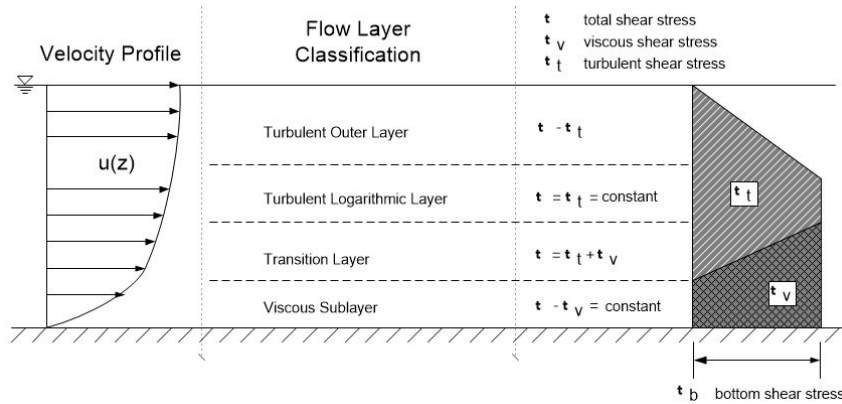 Velocity Profile
Flow Layer
Classification
t total shear stress
t v viscous shear stress
t t turbulent shear stress
u(z)
Turbulent Outer Layer
t - t t
Turbulent Logarithmic Layer
t = t t = constant
Transition Layer
t = t t + t v
Viscous Sublayer
t - t v = constant
t t
t v
t b bottom shear stress